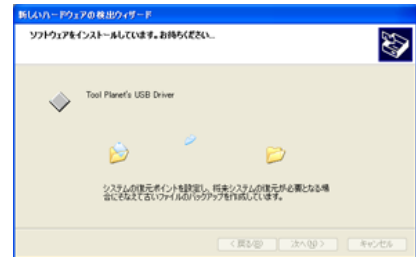 新しいハードウェアの検出ウィザード
ソフトウェアをインストールしています。お待ちください...
Tool Planet's USB Driver
システムの復元ポイントを設定し、将来システムの復元が必要となる場
合にそなえて古いファイルのバックアップを作成しています。
< 戻る(B)
次へ(N) >
キャンセル